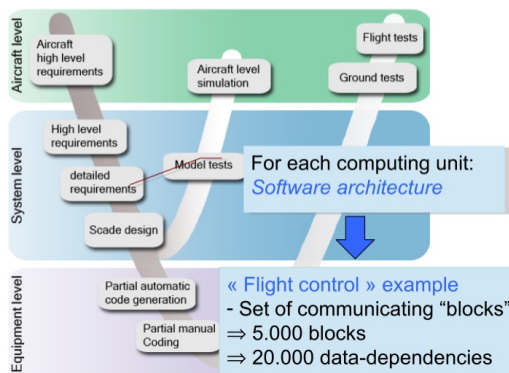 Aircraft level
Aircraft
high level
requirements
Aircraft level
simulation
Flight tests
Ground tests
System level
High level
requirements
detailed
requirements
Model tests
Scade design
For each computing unit:
Software architecture
Equipment level
Partial automatic
code generation
Partial manual
Coding
« Flight control » example
- Set of communicating “blocks”
⇒ 5.000 blocks
⇒ 20.000 data-dependencies